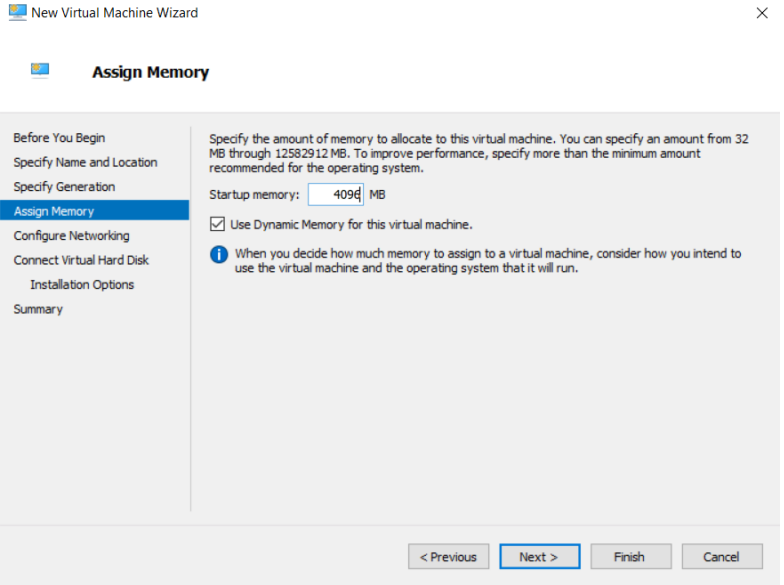 New Virtual Machine Wizard
Assign Memory
Before You Begin
Specify Name and Location
Specify Generation
Assign Memory
Configure Networking
Connect Virtual Hard Disk
Installation Options
Summary
Specify the amount of memory to allocate to this virtual machine. You can specify an amount from 32
MB through 12582912 MB. To improve performance, specify more than the minimum amount
recommended for the operating system.
Startup memory: 4096 MB
Use Dynamic Memory for this virtual machine.
When you decide how much memory to assign to a virtual machine, consider how you intend to
use the virtual machine and the operating system that it will run.
< Previous Next > Finish Cancel